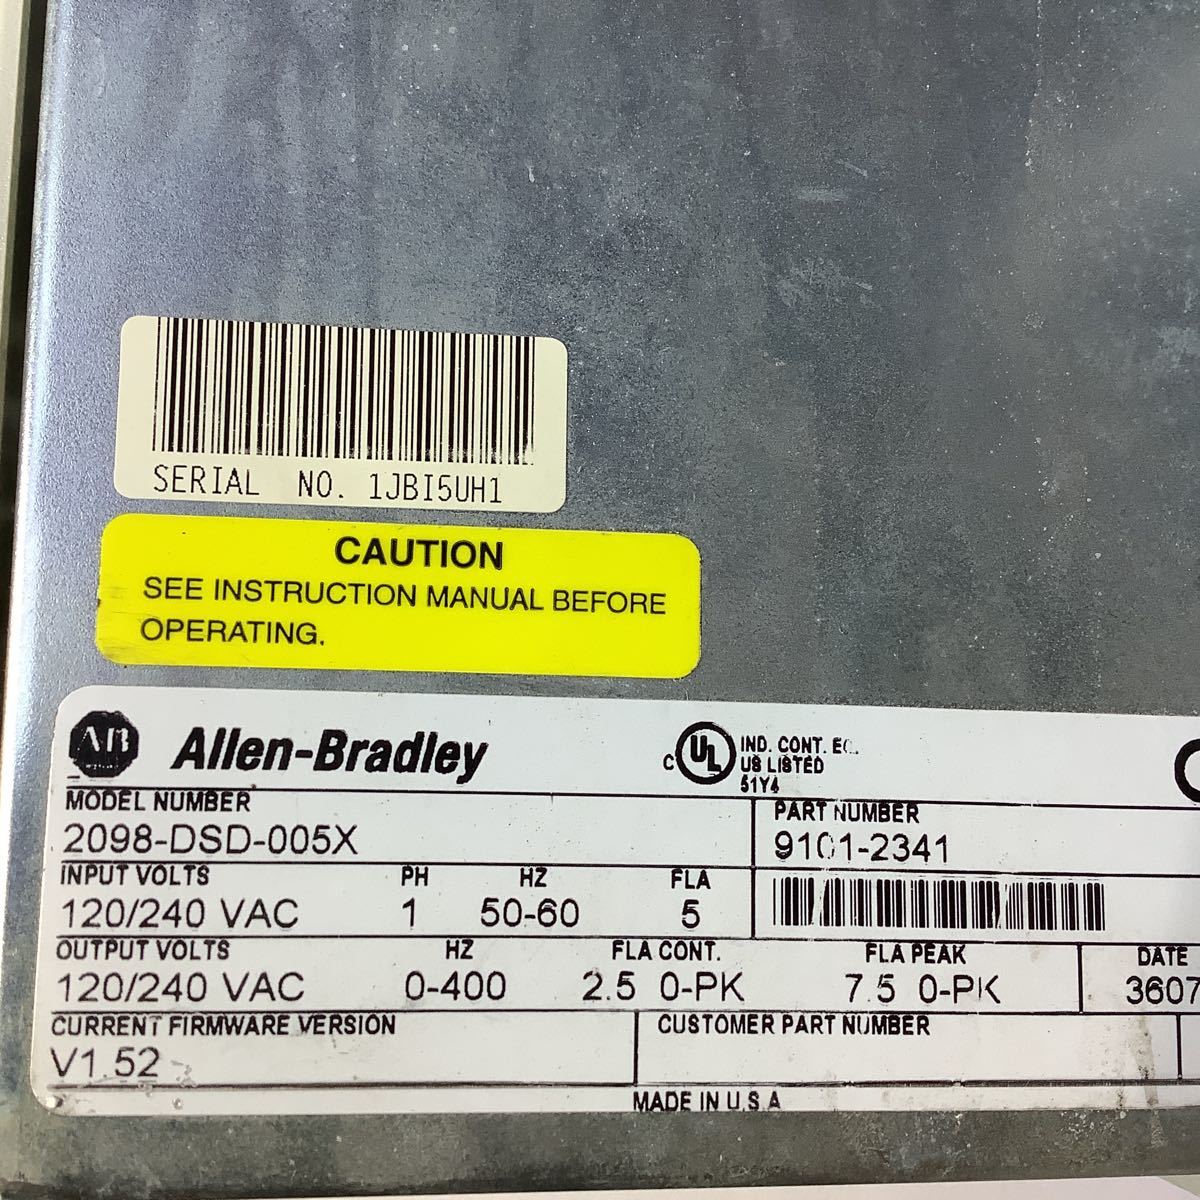 SERIAL NO. 1JBI5UH1
CAUTION
SEE INSTRUCTION MANUAL BEFORE
OPERATING.
AB Allen-Bradley
C UL IND. CONT. EQ.
US LISTED
51Y4
MODEL NUMBER
2098-DSD-005X
PART NUMBER
9101-2341
INPUT VOLTS PH HZ FLA
120/240 VAC 1 50-60 5
OUTPUT VOLTS HZ FLA CONT. FLA PEAK DATE
120/240 VAC 0-400 2.5 0-PK 7.5 0-PK 3607
CURRENT FIRMWARE VERSION CUSTOMER PART NUMBER
V1.52
MADE IN U.S.A